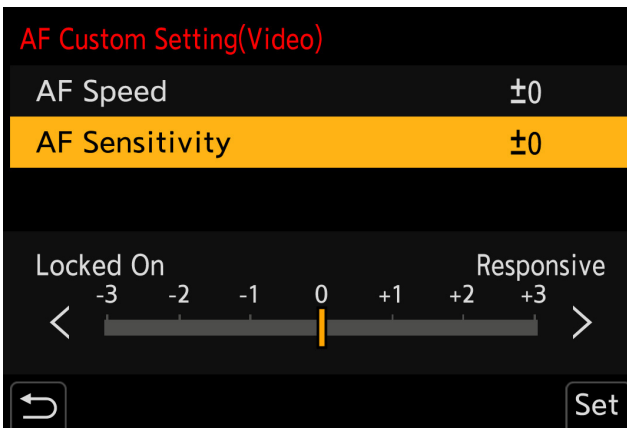 AF Custom Setting(Video)
AF Speed ±0
AF Sensitivity ±0
Locked On Responsive
-3 -2 -1 0 +1 +2 +3
Set